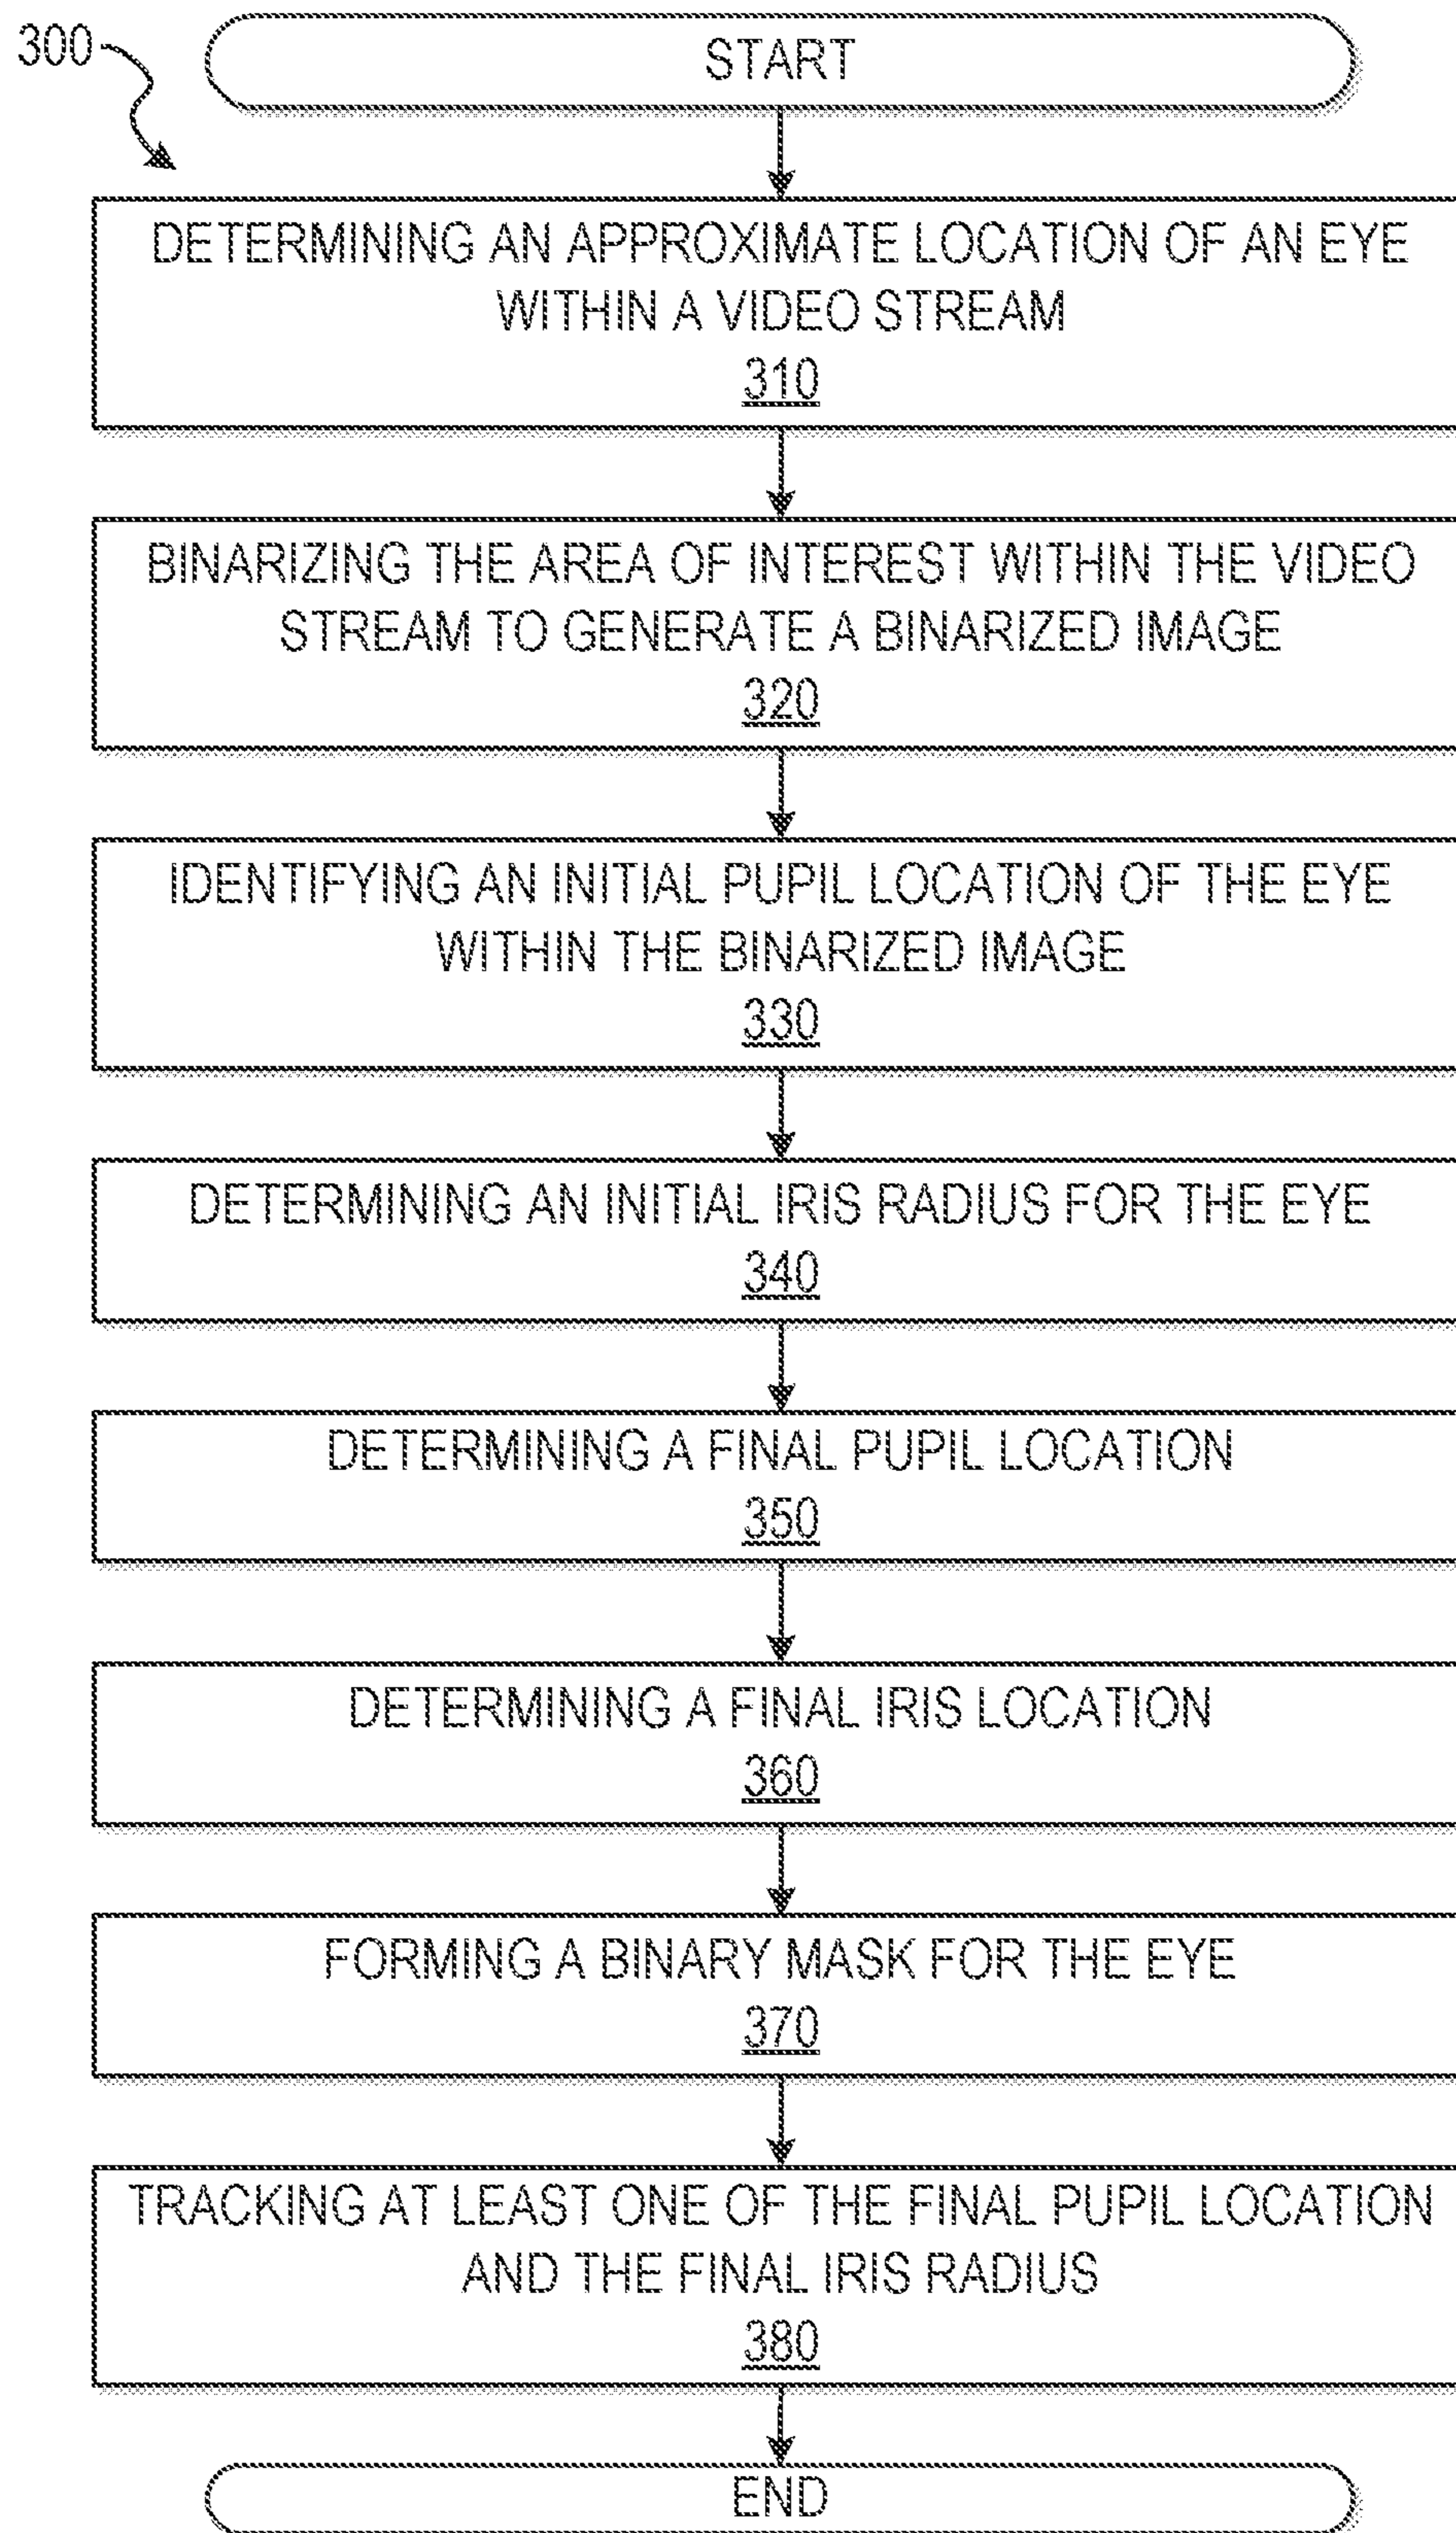 300
START
DETERMINING AN APPROXIMATE LOCATION OF AN EYE
WITHIN A VIDEO STREAM
310
BINARIZING THE AREA OF INTEREST WITHIN THE VIDEO
STREAM TO GENERATE A BINARIZED IMAGE
320
IDENTIFYING AN INITIAL PUPIL LOCATION OF THE EYE
WITHIN THE BINARIZED IMAGE
330
DETERMINING AN INITIAL IRIS RADIUS FOR THE EYE
340
DETERMINING A FINAL PUPIL LOCATION
350
DETERMINING A FINAL IRIS LOCATION
360
FORMING A BINARY MASK FOR THE EYE
370
TRACKING AT LEAST ONE OF THE FINAL PUPIL LOCATION
AND THE FINAL IRIS RADIUS
380
END